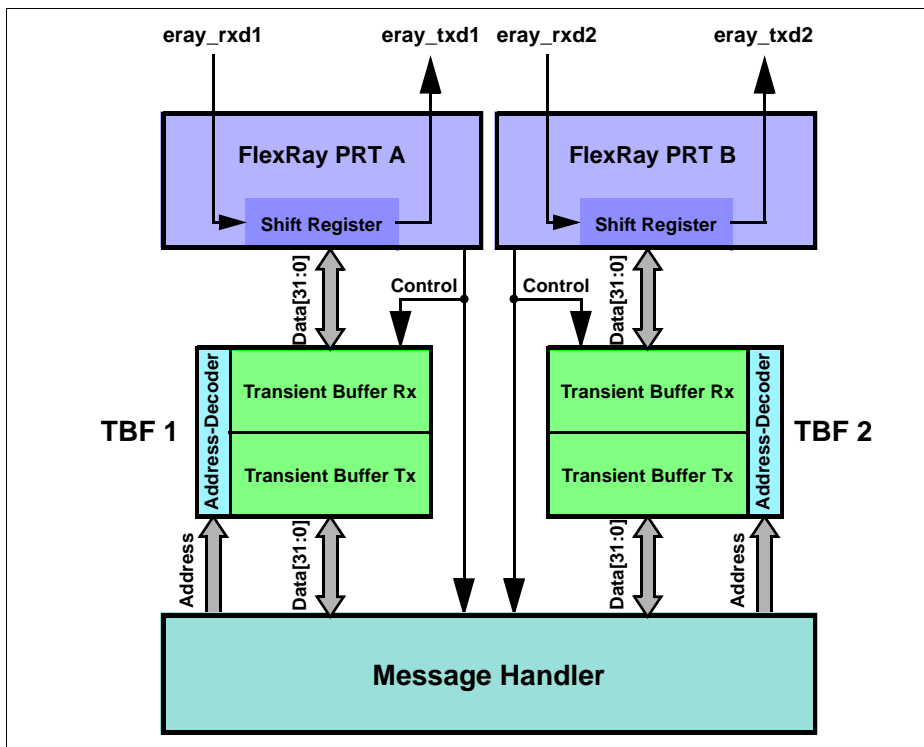 eray_rxd1
eray_txd1
eray_rxd2
eray_txd2
FlexRay PRT A
FlexRay PRT B
Shift Register
Shift Register
Data[31:0]
Control
Control
Data[31:0]
TBF 1
Address-Decoder
Transient Buffer Rx
Transient Buffer Tx
Transient Buffer Rx
Transient Buffer Tx
Address-Decoder
TBF 2
Address
Data[31:0]
Data[31:0]
Address
Message Handler